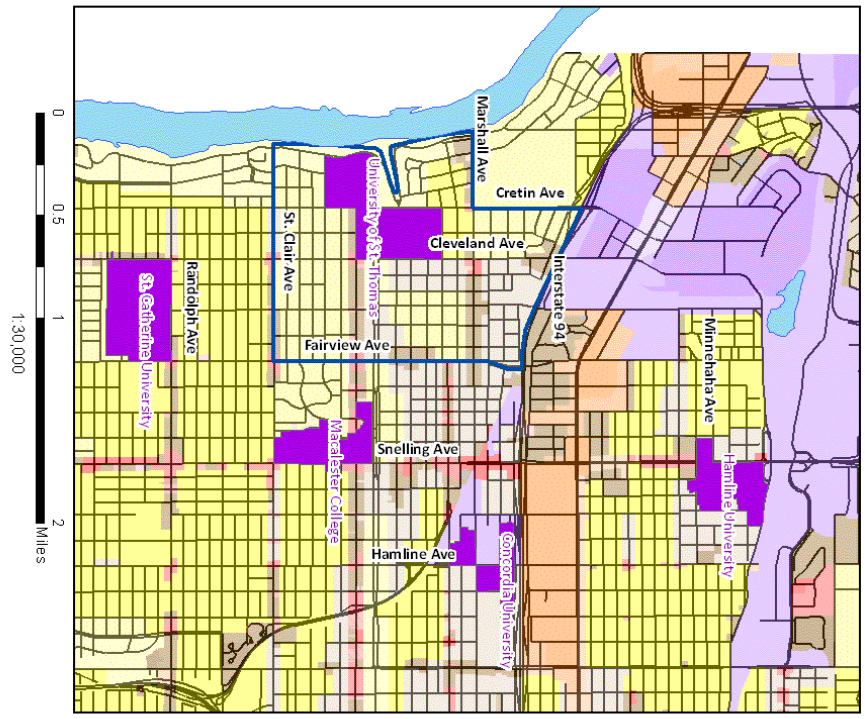 Marshall Ave
Cretin Ave
University of St. Thomas
Cleveland Ave
St. Clair Ave
Interstate 94
St. Catherine University
Randolph Ave
Fairview Ave
Minnehaha Ave
Macalester College
Snelling Ave
Hamline University
Hamline Ave
Concordia University
0
0.5
1
2
Miles
1:30,000